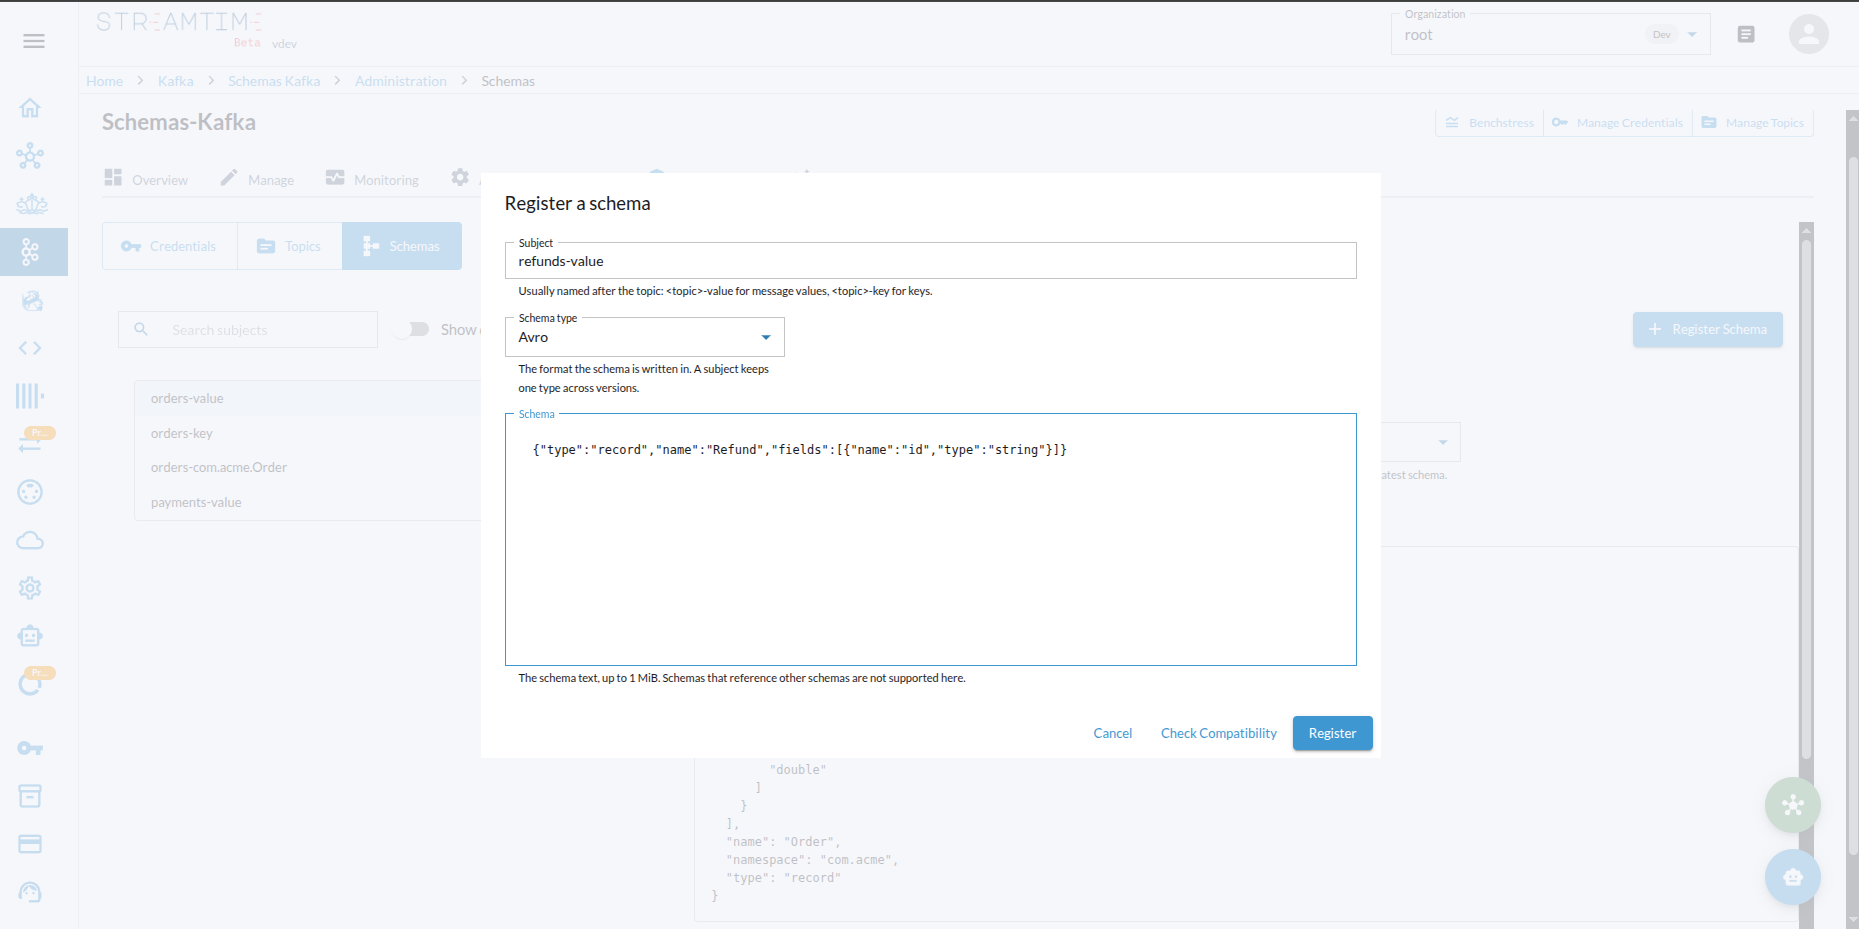 STREAMTIME
Beta vdev
Organization
root Dev
Home Kafka Schemas Kafka Administration Schemas
Schemas-Kafka
Benchstress Manage Credentials Manage Topics
Overview Manage Monitoring
Credentials Topics Schemas
Search subjects Show
Register Schema
orders-value
orders-key
orders-com.acme.Order
payments-value
Pr...
Pr...
Register a schema
Subject
refunds-value
Usually named after the topic: <topic>-value for message values, <topic>-key for keys.
Schema type
Avro
The format the schema is written in. A subject keeps
one type across versions.
Schema
{"type":"record","name":"Refund","fields":[{"name":"id","type":"string"}]}
The schema text, up to 1 MiB. Schemas that reference other schemas are not supported here.
Cancel Check Compatibility Register
atest schema.
"double"
]
}
],
"name": "Order",
"namespace": "com.acme",
"type": "record"
}